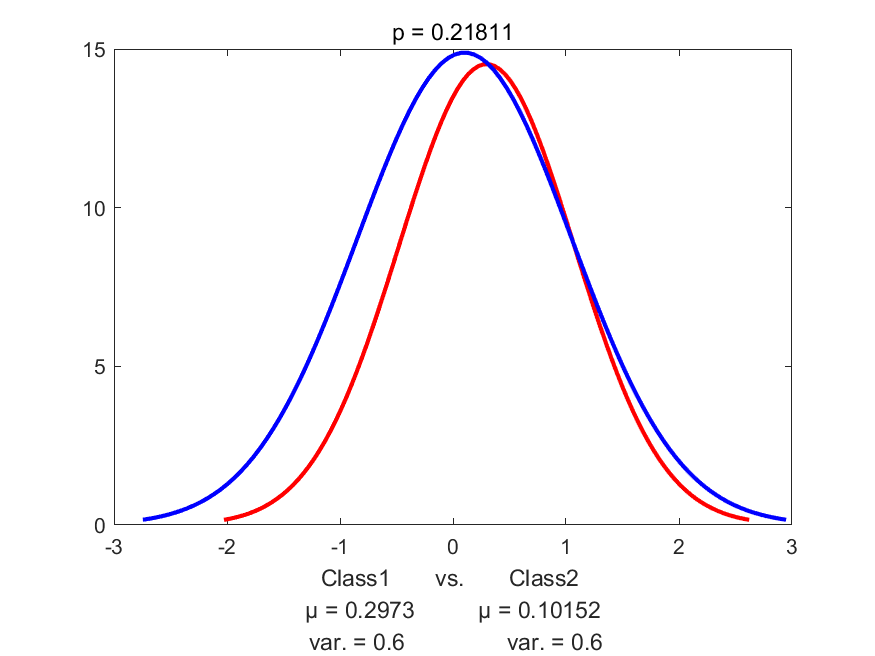 p = 0.21811
15
10
5
0
-3 -2 -1 0 1 2 3
Class1 vs. Class2
μ = 0.2973 μ = 0.10152
var. = 0.6 var. = 0.6